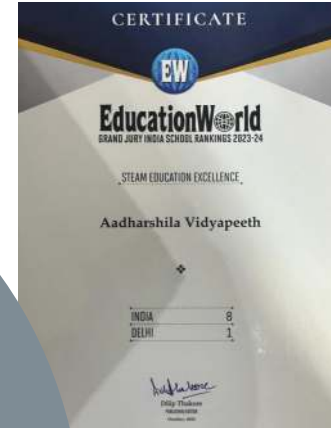 CERTIFICATE
EW
EducationWorld
GRAND JURY INDIA SCHOOL RANKINGS 2023-24
STEAM EDUCATION EXCELLENCE
Aadharshila Vidyapeeth
INDIA 8
DELHI 1
Dilip Thakore